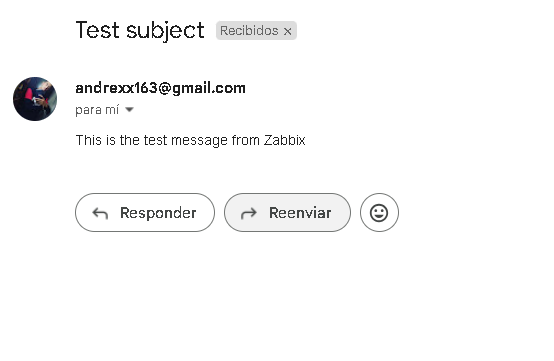 Test subject
Recibidos ×
andrexx163@gmail.com
para mí
This is the test message from Zabbix
Responder
Reenviar